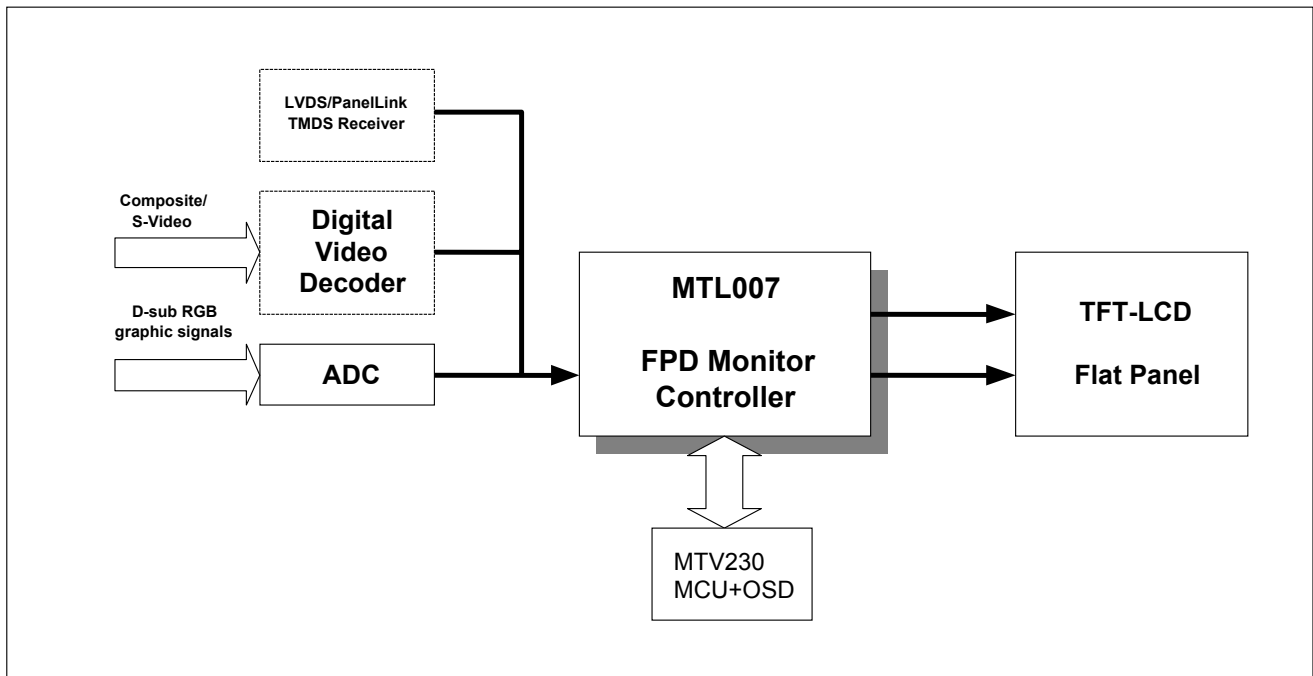 LVDS/PanelLink
TMDS Receiver
Composite/
S-Video
Digital
Video
Decoder
D-sub RGB
graphic signals
ADC
MTL007
FPD Monitor
Controller
TFT-LCD
Flat Panel
MTV230
MCU+OSD